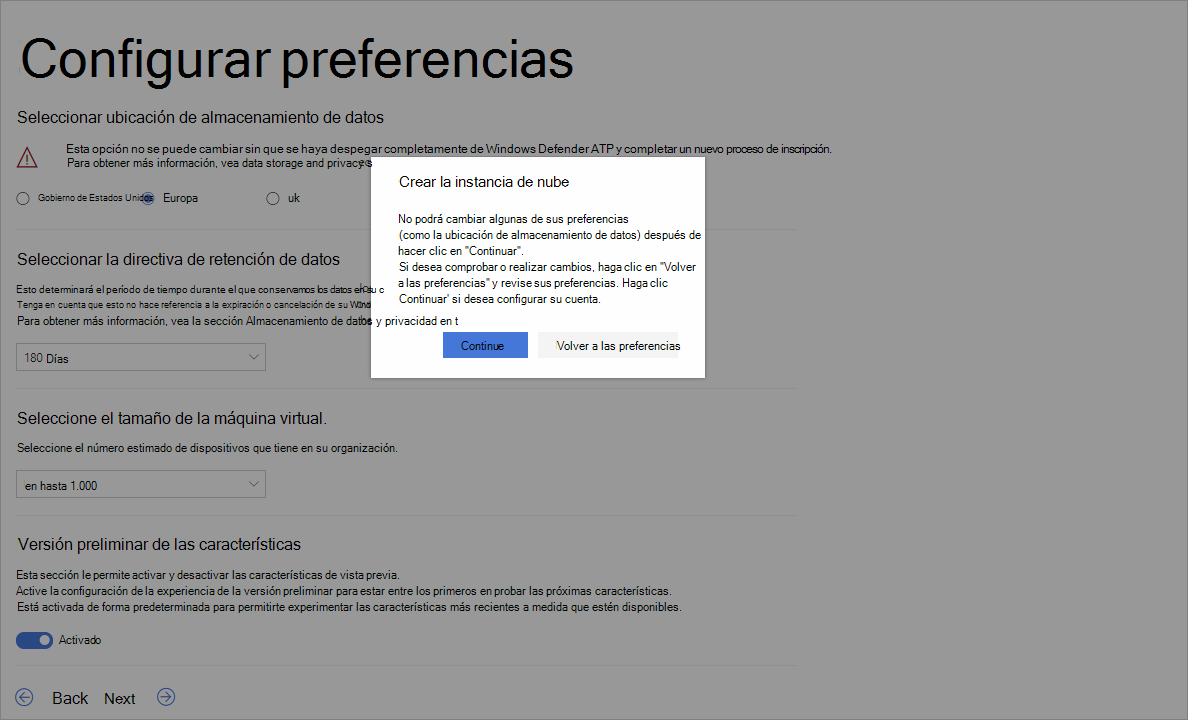 Configurar preferencias
Seleccionar ubicación de almacenamiento de datos
Esta opción no se puede cambiar sin que se haya despegar completamente de Windows Defender ATP y completar un nuevo proceso de inscripción.
Para obtener más información, vea data storage and privacy s
Gobierno de Estados Unidos
Europa
uk
Crear la instancia de nube
No podrá cambiar algunas de sus preferencias
(como la ubicación de almacenamiento de datos) después de
hacer clic en "Continuar".
Si desea comprobar o realizar cambios, haga clic en "Volver
a las preferencias" y revise sus preferencias. Haga clic
Continuar' si desea configurar su cuenta.
Continue
Volver a las preferencias
Seleccionar la directiva de retención de datos
Esto determinará el período de tiempo durante el que conservamos los datos en su c
Tenga en cuenta que esto no hace referencia a la expiración o cancelación de su Wind
Para obtener más información, vea la sección Almacenamiento de datos y privacidad en t
180 Días
Seleccione el tamaño de la máquina virtual.
Seleccione el número estimado de dispositivos que tiene en su organización.
en hasta 1.000
Versión preliminar de las características
Esta sección le permite activar y desactivar las características de vista previa.
Active la configuración de la experiencia de la versión preliminar para estar entre los primeros en probar las próximas características.
Está activada de forma predeterminada para permitirte experimentar las características más recientes a medida que estén disponibles.
Activado
Back
Next